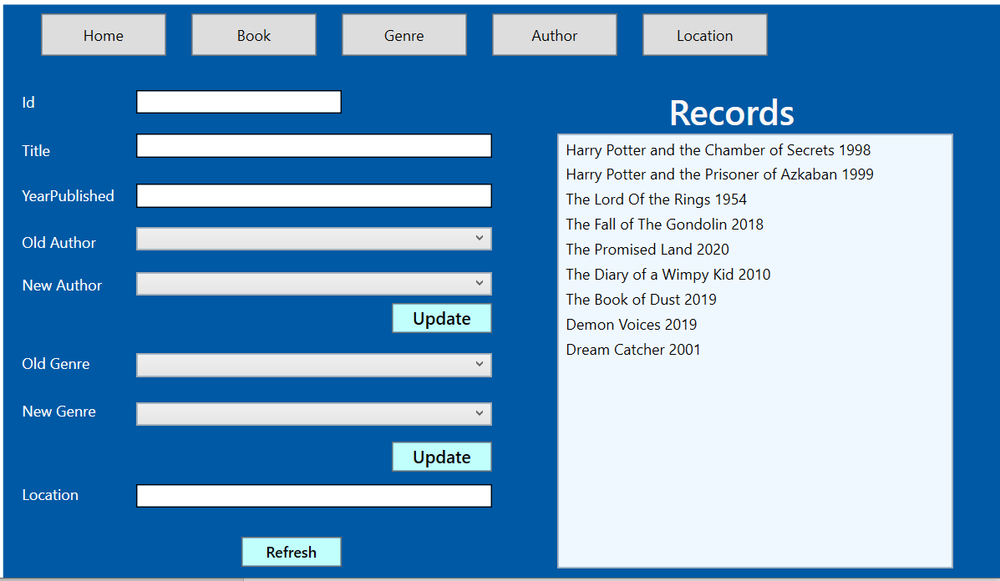 Home Book Genre Author Location
Id
Title
YearPublished
Old Author
New Author
Update
Old Genre
New Genre
Update
Location
Refresh
Records
Harry Potter and the Chamber of Secrets 1998
Harry Potter and the Prisoner of Azkaban 1999
The Lord Of the Rings 1954
The Fall of The Gondolin 2018
The Promised Land 2020
The Diary of a Wimpy Kid 2010
The Book of Dust 2019
Demon Voices 2019
Dream Catcher 2001